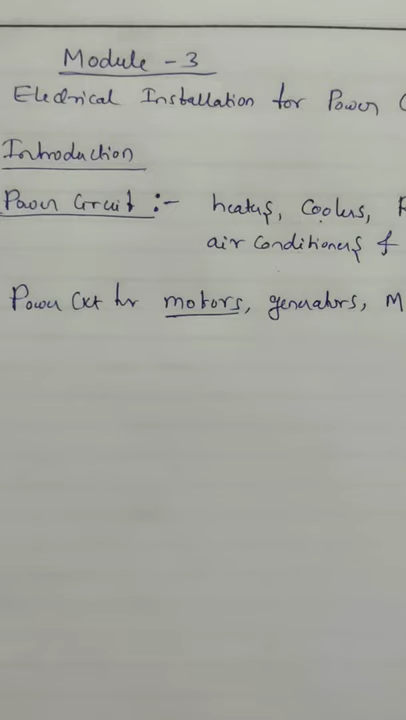 Module - 3
Electrical Installation for Power
Introduction
Power Circuit :- heaters, Coolers,
air conditioners &
Power Ckt for motors, generators, M